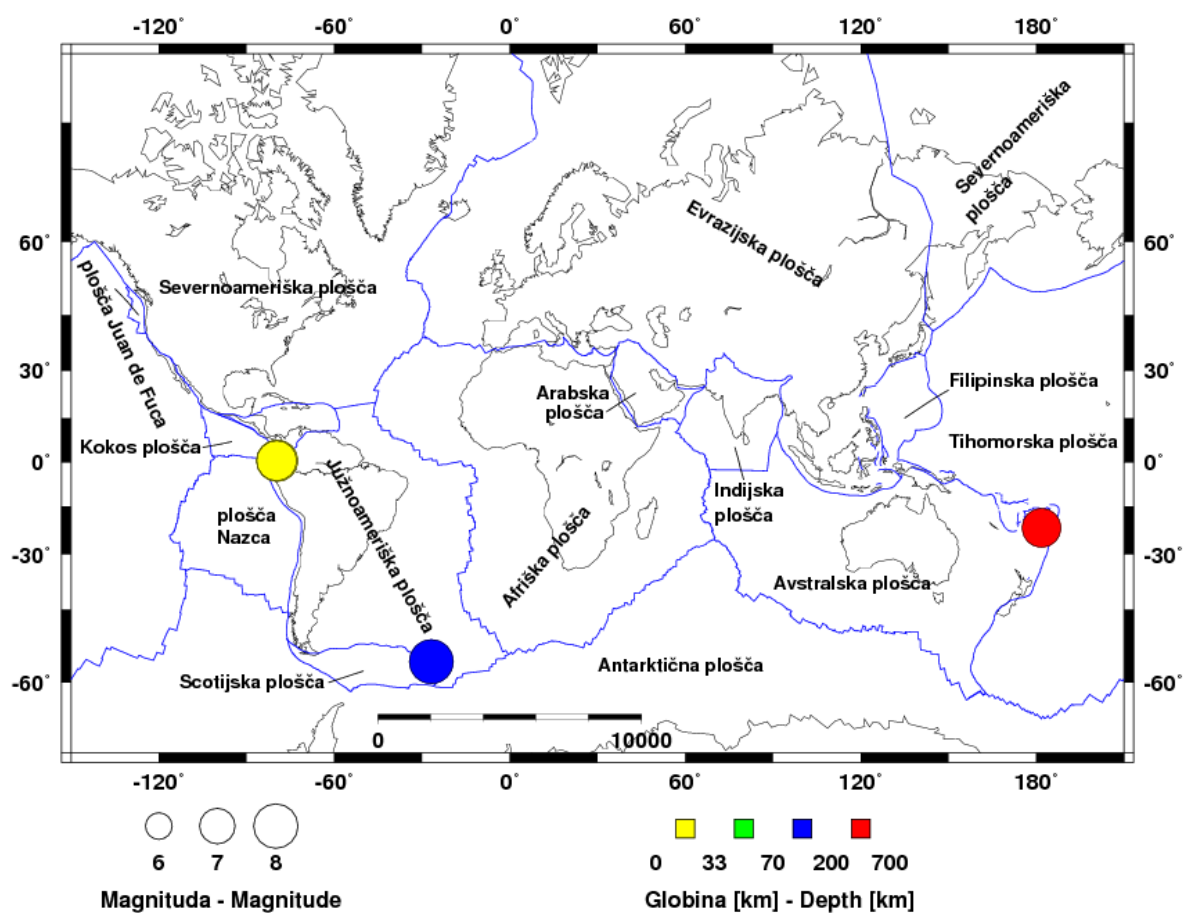 -120° -60° 0° 60° 120° 180°
Severnoameriška
plošča
60° 60°
Evrazijska plošča
Severnoameriška plošča
plošča Juan de Fuca
30° 30°
Arabska
plošča
Filipinska plošča
Kokos plošča
Tihomorska plošča
0° 0°
Južnoameriška plošča
Indijska
plošča
plošča
Nazca
Afriška plošča
-30° -30°
Avstralska plošča
Antarktična plošča
Scotijska plošča
-60° -60°
0 10000
-120° -60° 0° 60° 120° 180°
6 7 8
0 33 70 200 700
Magnituda - Magnitude
Globina [km] - Depth [km]